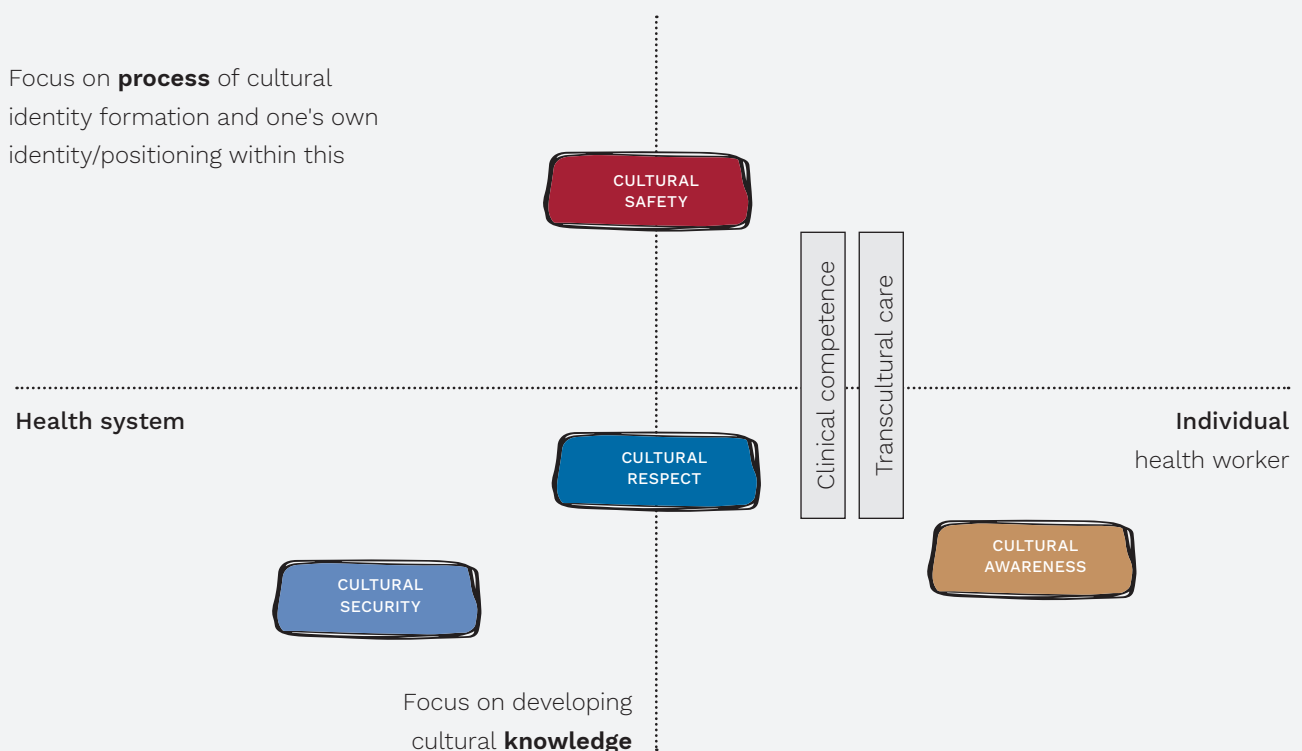 Focus on process of cultural
identity formation and one's own
identity/positioning within this
CULTURAL
SAFETY
Clinical competence
Transcultural care
Health system
Individual
health worker
CULTURAL
RESPECT
CULTURAL
AWARENESS
CULTURAL
SECURITY
Focus on developing
cultural knowledge